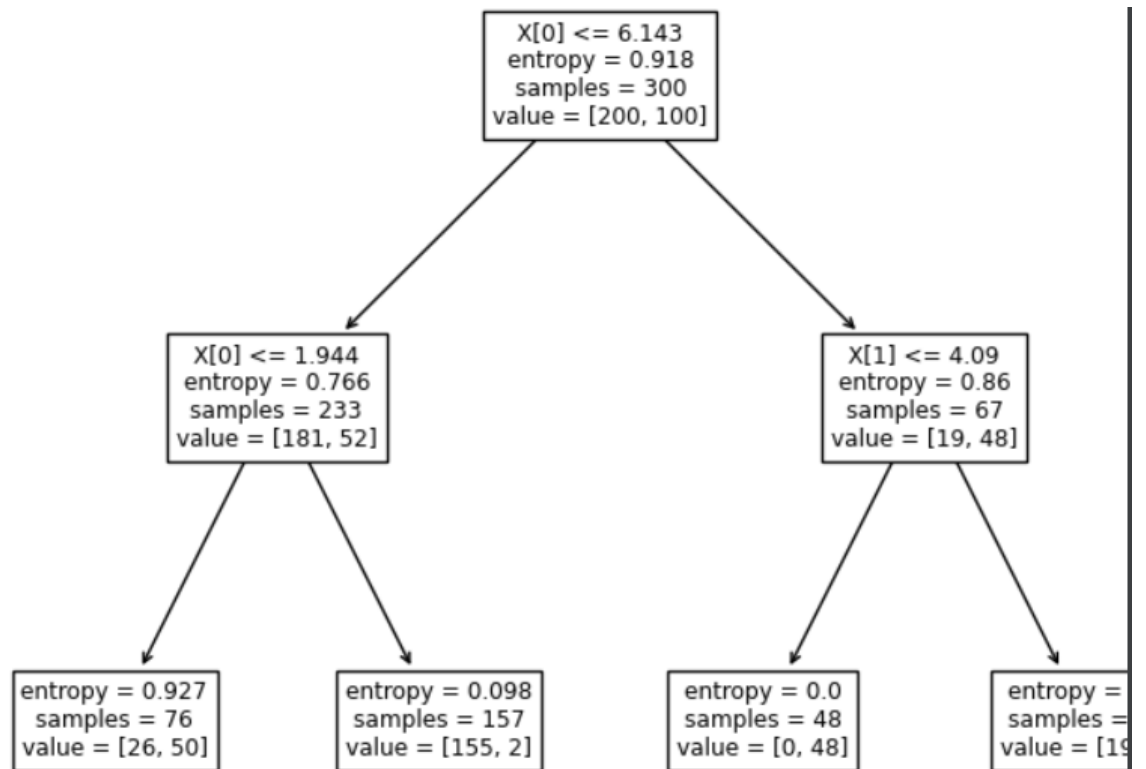 X[0] <= 6.143
entropy = 0.918
samples = 300
value = [200, 100]
X[0] <= 1.944
entropy = 0.766
samples = 233
value = [181, 52]
X[1] <= 4.09
entropy = 0.86
samples = 67
value = [19, 48]
entropy = 0.927
samples = 76
value = [26, 50]
entropy = 0.098
samples = 157
value = [155, 2]
entropy = 0.0
samples = 48
value = [0, 48]
entropy =
samples =
value = [19